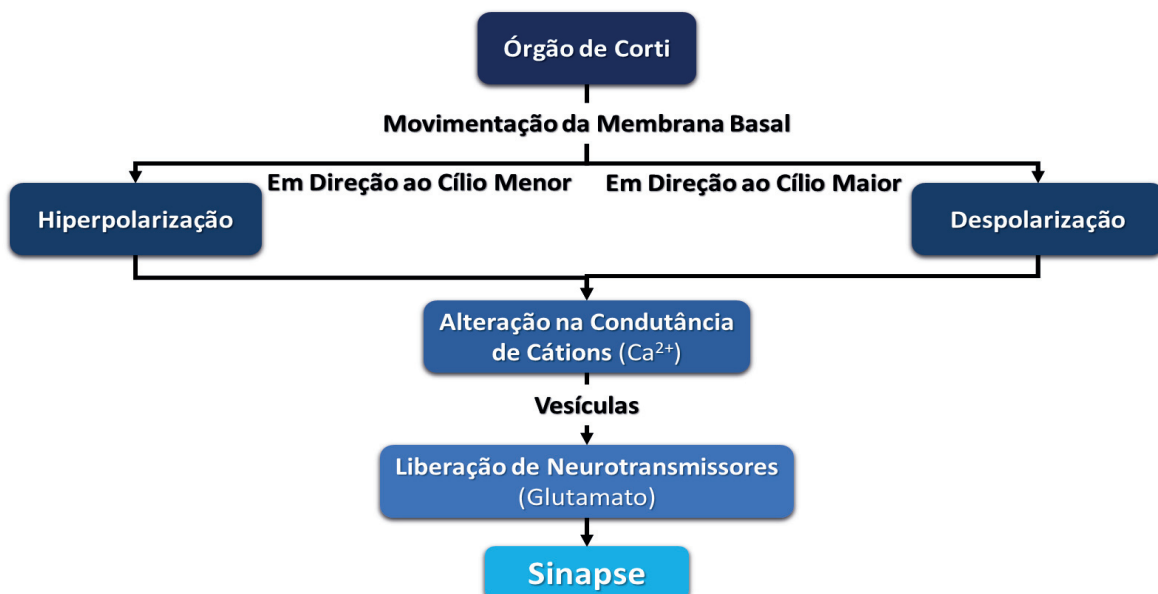 Órgão de Corti
Movimentação da Membrana Basal
Em Direção ao Cílio Menor
Em Direção ao Cílio Maior
Hiperpolarização
Despolarização
Alteração na Condutância
de Cátions (Ca²⁺)
Vesículas
Liberação de Neurotransmissores
(Glutamato)
Sinapse